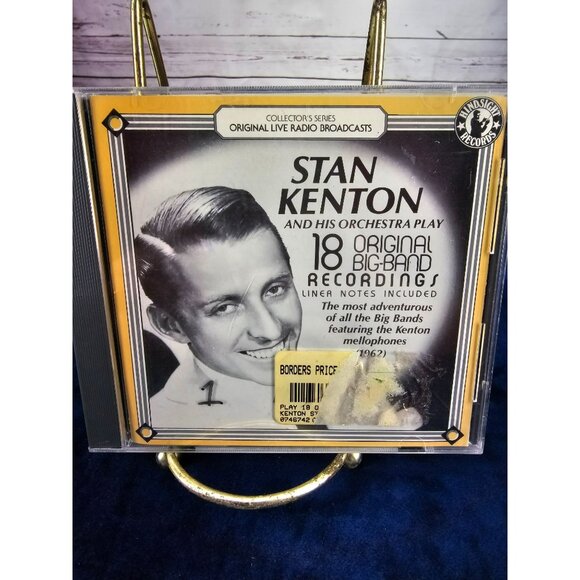 COLLECTOR'S SERIES
ORIGINAL LIVE RADIO BROADCASTS
HINDSIGHT RECORDS
STAN
KENTON
AND HIS ORCHESTRA PLAY
18 ORIGINAL
BIG-BAND
RECORDINGS
LINER NOTES INCLUDED
The most adventurous
of all the Big Bands
featuring the Kenton
mellophones
(1962)
BORDERS PRICE
PLAY 18 O
KENTON ST
0746742
1